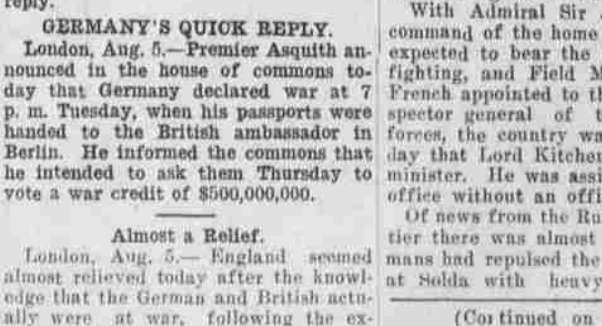 reply.
GERMANY'S QUICK REPLY.
London, Aug. 5.—Premier Asquith an-
nounced in the house of commons to-
day that Germany declared war at 7
p. m. Tuesday, when his passports were
handed to the British ambassador in
Berlin. He informed the commons that
he intended to ask them Thursday to
vote a war credit of $500,000,000.
Almost a Relief.
London, Aug. 5.— England seemed
almost relieved today after the knowl-
edge that the German and British actu-
ally were at war, following the ex-
With Admiral Sir
command of the home
expected to bear the
fighting, and Field M
French appointed to th
spector general of t
forces, the country wa
day that Lord Kitchen
minister. He was assi
office without an offi
Of news from the Ru
tier there was almost
mans had repulsed the
at Solda with heavy
(Continued on